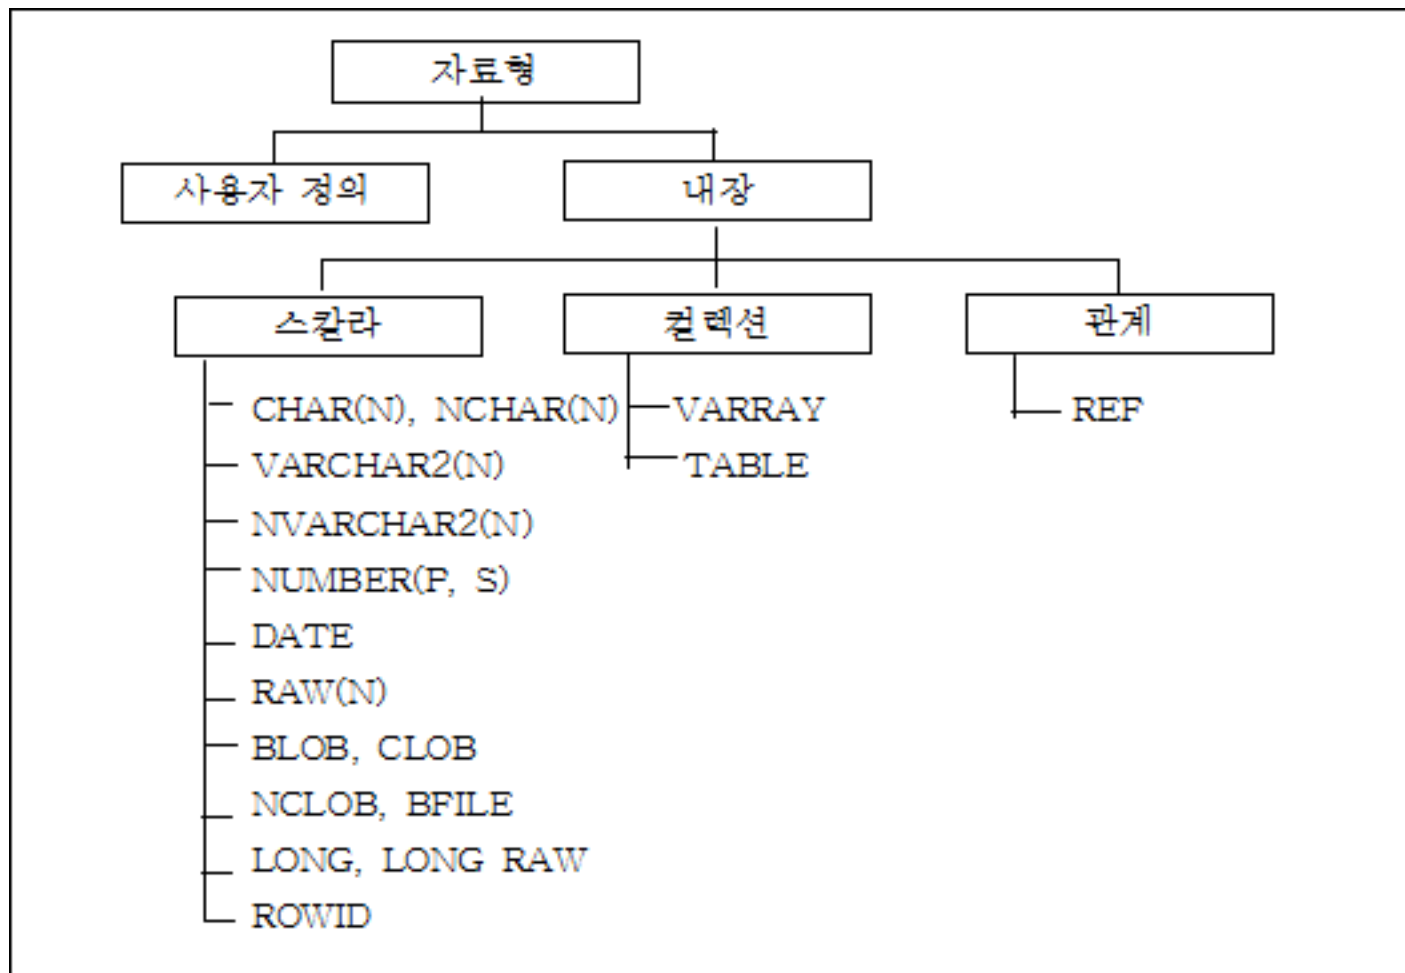 자료형
사용자 정의
내장
스칼라
컬렉션
관계
CHAR(N), NCHAR(N)
VARCHAR2(N)
NVARCHAR2(N)
NUMBER(P, S)
DATE
RAW(N)
BLOB, CLOB
NCLOB, BFILE
LONG, LONG RAW
ROWID
VARRAY
TABLE
REF